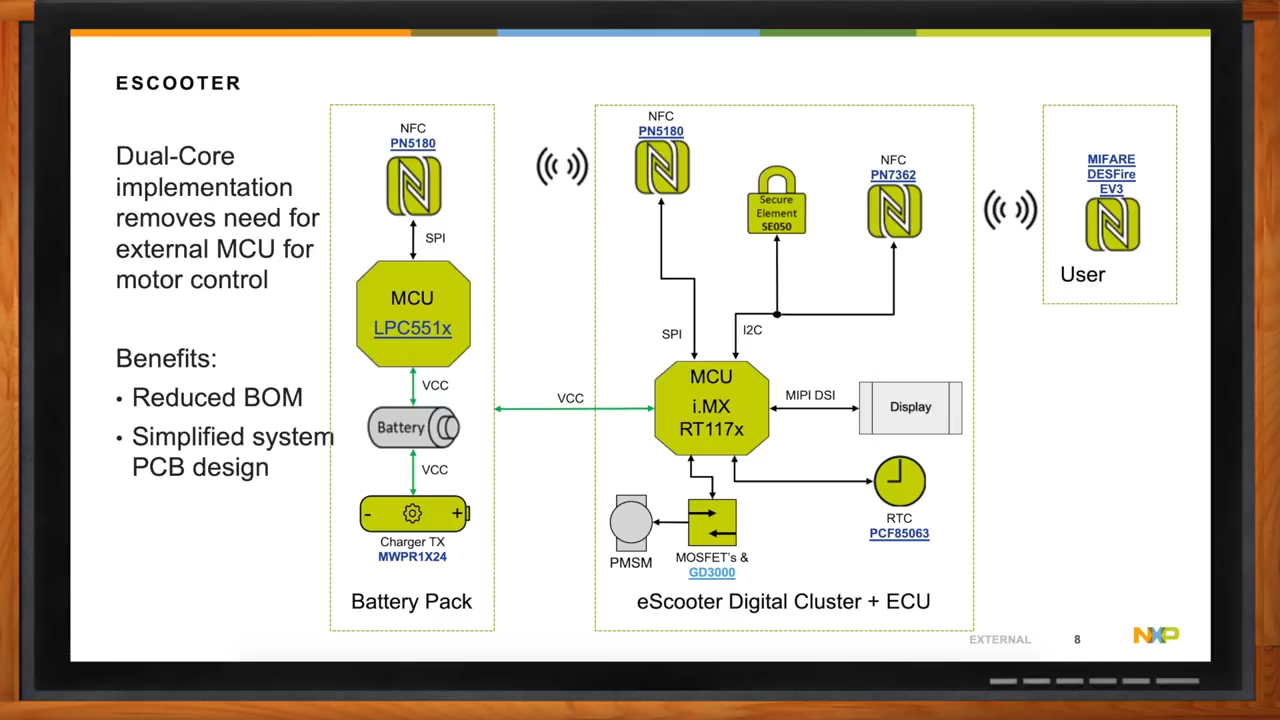 ESCOOTER
Dual-Core
implementation
removes need for
external MCU for
motor control
Benefits:
• Reduced BOM
• Simplified system
PCB design
NFC
PN5180
SPI
MCU
LPC551x
VCC
Battery
VCC
- +
Charger TX
MWPR1X24
Battery Pack
VCC
NFC
PN5180
Secure
Element
SE050
NFC
PN7362
SPI
I2C
MCU
i.MX
RT117x
MIPI DSI
Display
RTC
PCF85063
PMSM
MOSFET's &
GD3000
eScooter Digital Cluster + ECU
MIFARE
DESFire
EV3
User
EXTERNAL
8
NXP